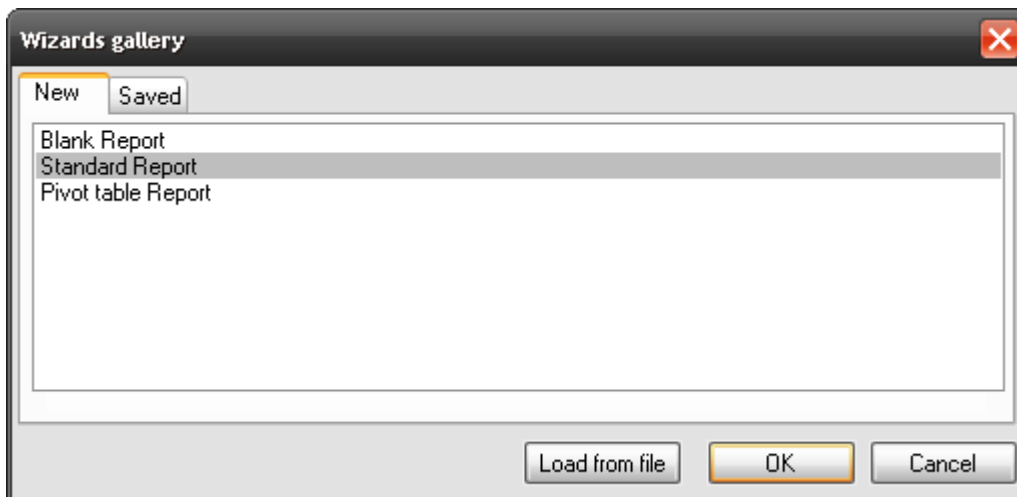 Wizards gallery
New
Saved
Blank Report
Standard Report
Pivot table Report
Load from file
OK
Cancel